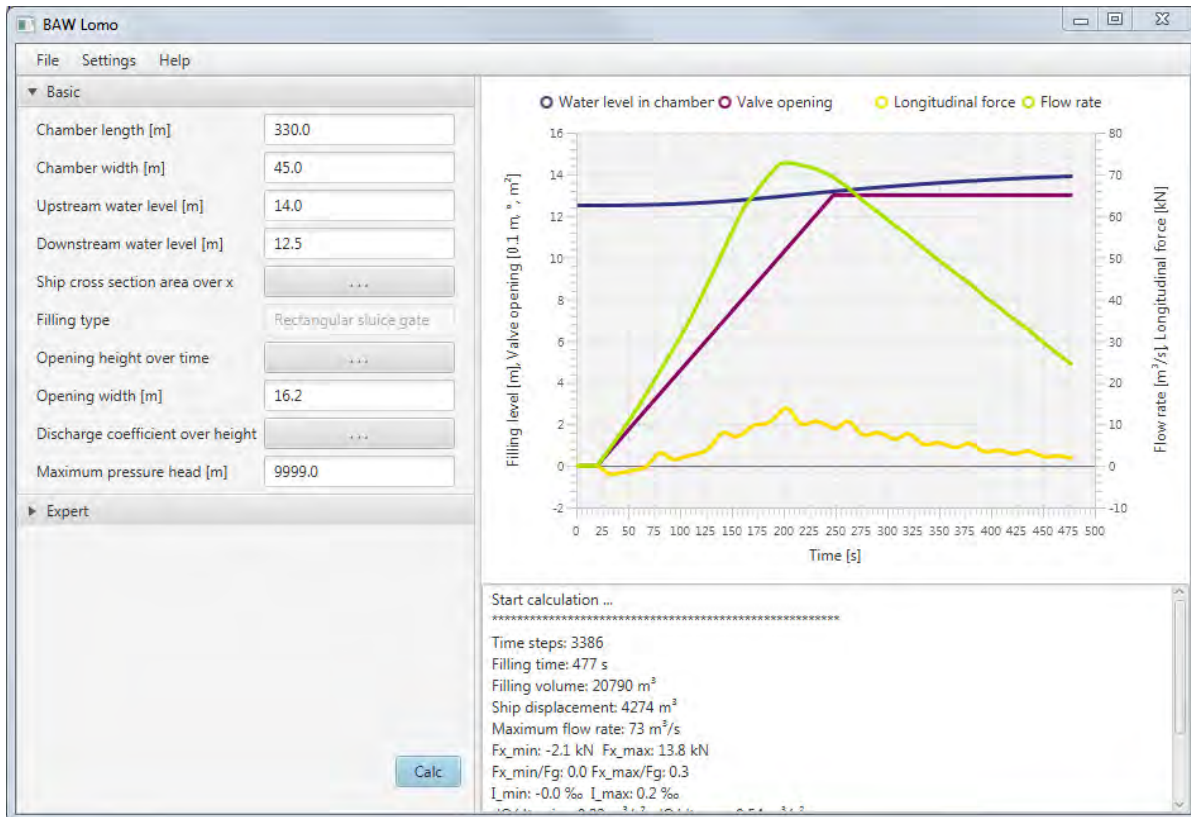 BAW Lomo
File Settings Help
Basic
Chamber length [m] 330.0
Chamber width [m] 45.0
Upstream water level [m] 14.0
Downstream water level [m] 12.5
Ship cross section area over x ...
Filling type Rectangular sluice gate
Opening height over time ...
Opening width [m] 16.2
Discharge coefficient over height ...
Maximum pressure head [m] 9999.0
Expert
Calc
Water level in chamber Valve opening Longitudinal force Flow rate
Filling level [m], Valve opening [0.1 m, °, m²]
16
14
12
10
8
6
4
2
0
-2
80
70
60
50
40
30
20
10
0
-10
Flow rate [m³/s], Longitudinal force [kN]
0 25 50 75 100 125 150 175 200 225 250 275 300 325 350 375 400 425 450 475 500
Time [s]
Start calculation ...
*******************************************************
Time steps: 3386
Filling time: 477 s
Filling volume: 20790 m³
Ship displacement: 4274 m³
Maximum flow rate: 73 m³/s
Fx_min: -2.1 kN Fx_max: 13.8 kN
Fx_min/Fg: 0.0 Fx_max/Fg: 0.3
I_min: -0.0 ‰ I_max: 0.2 ‰